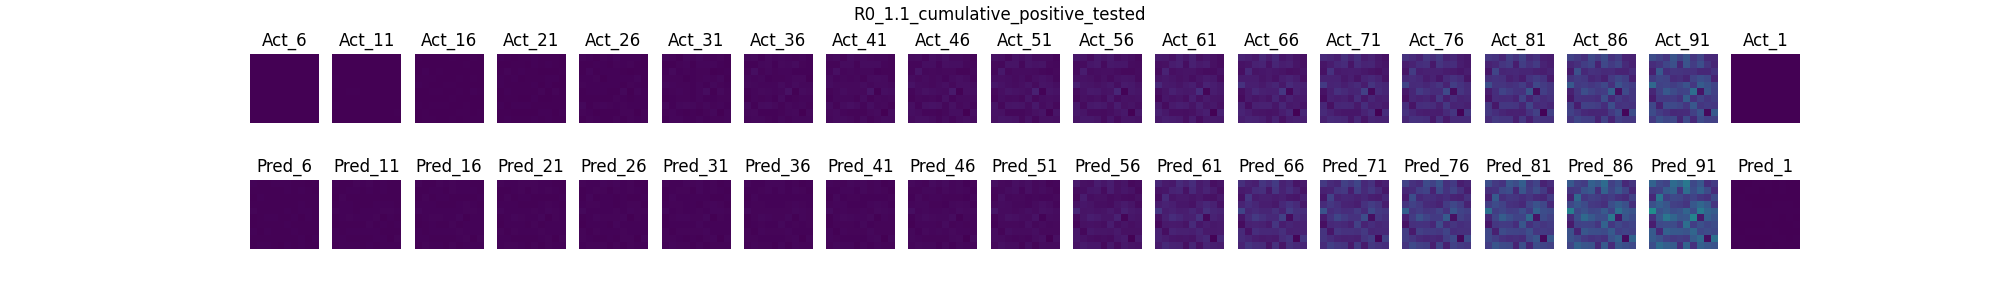 R0_1.1_cumulative_positive_tested
Act_6 Act_11 Act_16 Act_21 Act_26 Act_31 Act_36 Act_41 Act_46 Act_51 Act_56 Act_61 Act_66 Act_71 Act_76 Act_81 Act_86 Act_91 Act_1
Pred_6 Pred_11 Pred_16 Pred_21 Pred_26 Pred_31 Pred_36 Pred_41 Pred_46 Pred_51 Pred_56 Pred_61 Pred_66 Pred_71 Pred_76 Pred_81 Pred_86 Pred_91 Pred_1